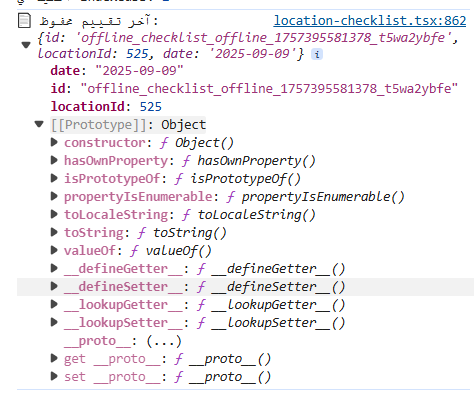 آخر تقييم محفوظ: location-checklist.tsx:862
{id: 'offline_checklist_offline_1757395581378_t5wa2ybfe', locationId: 525, date: '2025-09-09'} i
date: "2025-09-09"
id: "offline_checklist_offline_1757395581378_t5wa2ybfe"
locationId: 525
[[Prototype]]: Object
constructor: ƒ Object()
hasOwnProperty: ƒ hasOwnProperty()
isPrototypeOf: ƒ isPrototypeOf()
propertyIsEnumerable: ƒ propertyIsEnumerable()
toLocaleString: ƒ toLocaleString()
toString: ƒ toString()
valueOf: ƒ valueOf()
__defineGetter__: ƒ __defineGetter__()
__defineSetter__: ƒ __defineSetter__()
__lookupGetter__: ƒ __lookupGetter__()
__lookupSetter__: ƒ __lookupSetter__()
__proto__: (...)
get __proto__: ƒ __proto__()
set __proto__: ƒ __proto__()